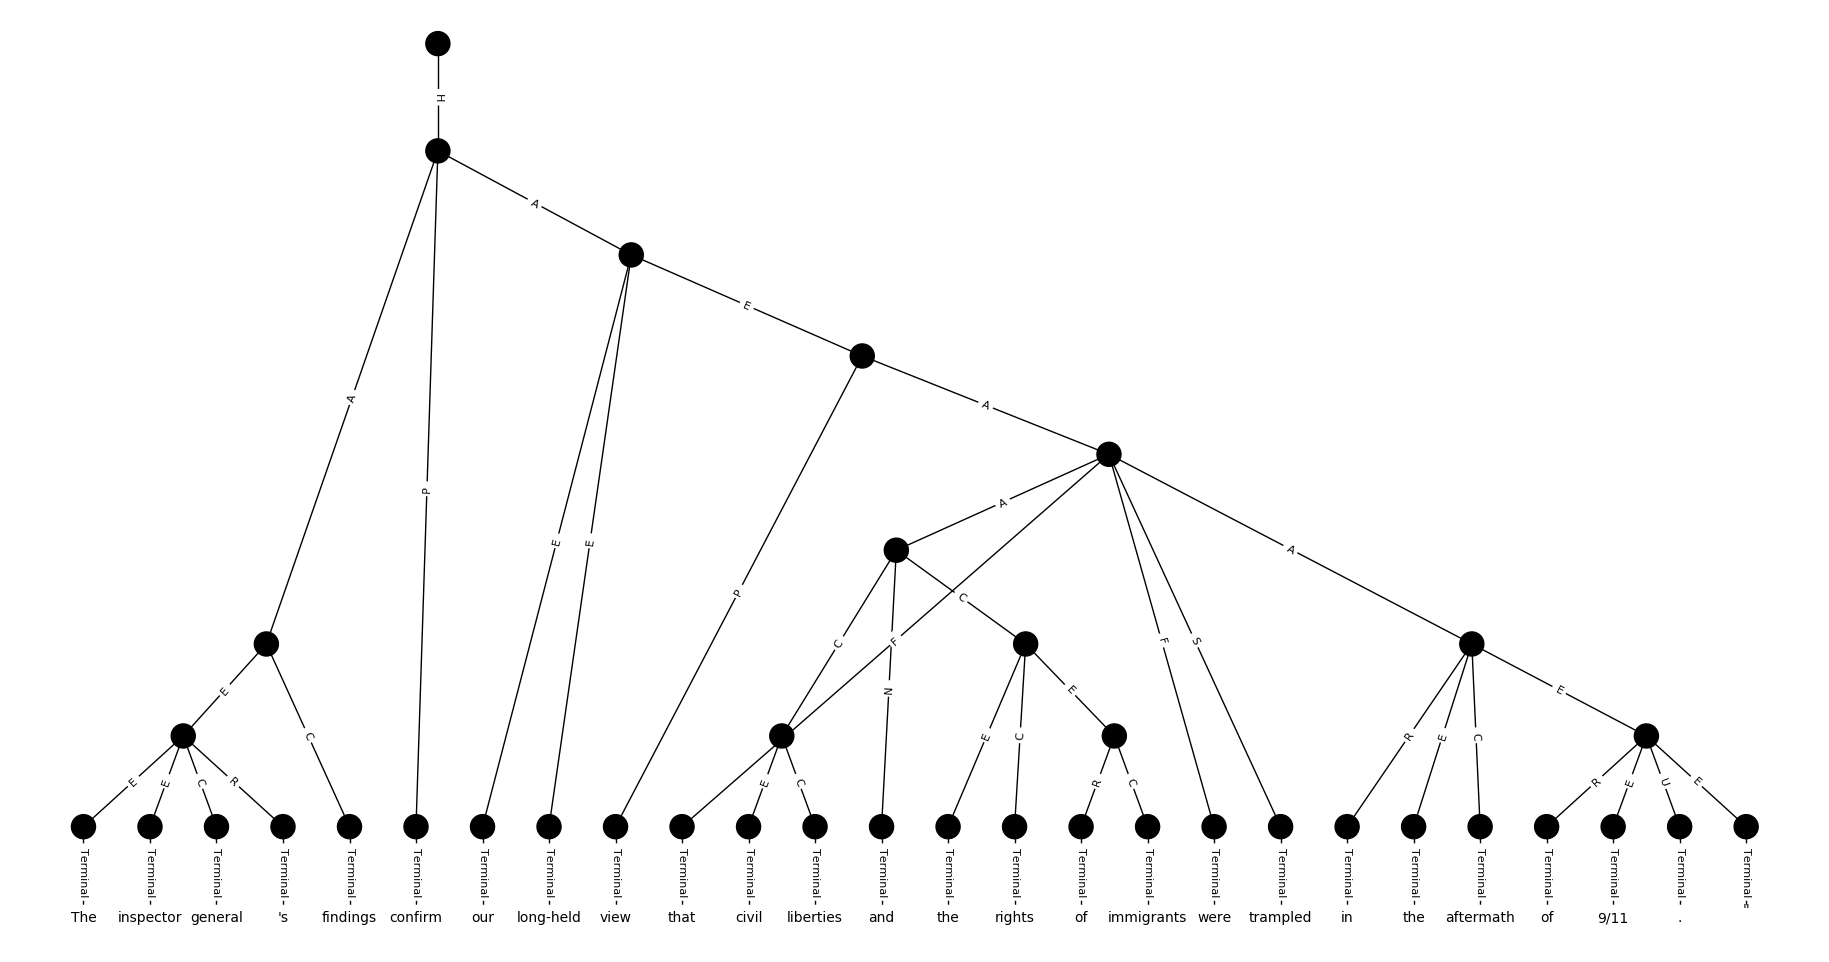 H
A
A
E
A
A
P
A
E
E
A
P
C
C
F
F
S
E
C
N
E
R
E
C
E
E
E
C
R
E
C
E
C
R
C
R
E
C
R
E
U
E
Terminal Terminal Terminal Terminal Terminal Terminal Terminal Terminal Terminal Terminal Terminal Terminal Terminal Terminal Terminal Terminal Terminal Terminal Terminal Terminal Terminal Terminal Terminal Terminal Terminal Terminal
The inspector general 's findings confirm our long-held view that civil liberties and the rights of immigrants were trampled in the aftermath of 9/11 .